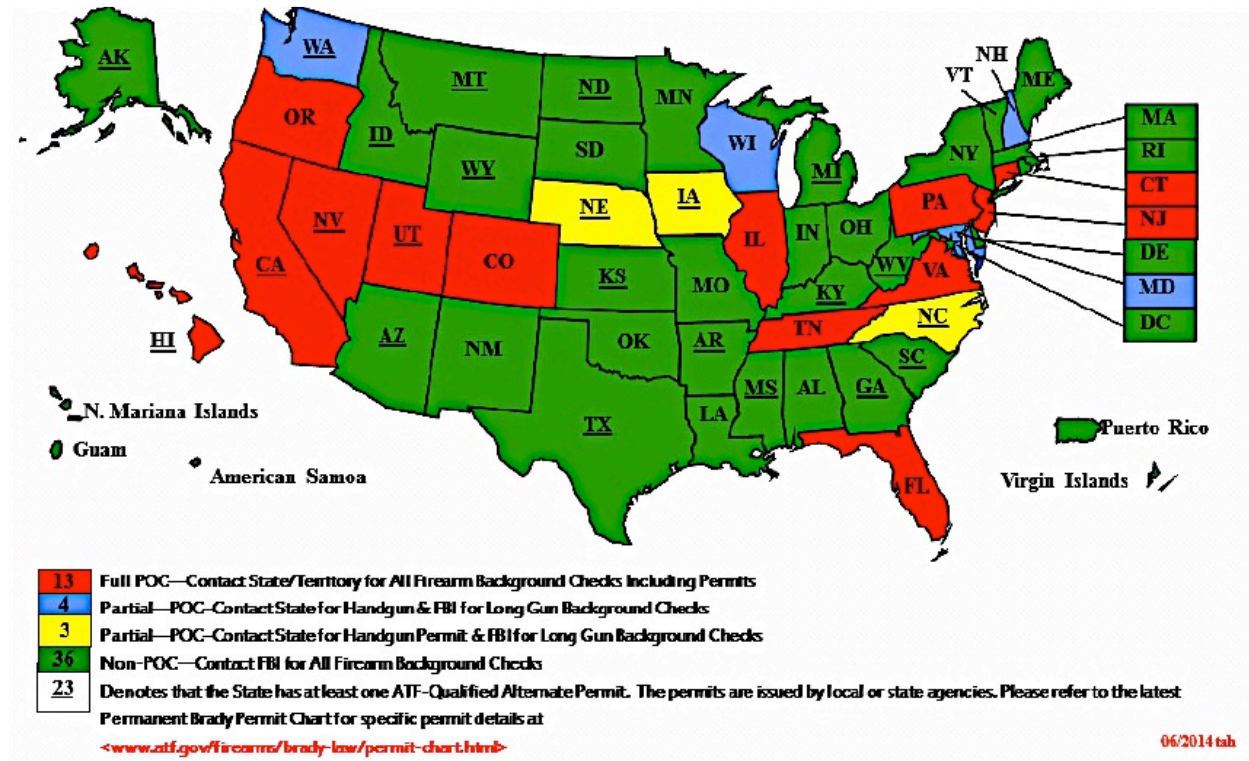 NH
VT
WA
AK
ME
MT
ND
MN
MA
OR
ID
WI
RI
SD
NY
WY
MI
CT
NE
IA
PA
NJ
NV
UT
IL
IN
OH
DE
CA
CO
WV
VA
KS
MO
KY
MD
HI
TN
NC
DC
AZ
NM
OK
AR
SC
MS
AL
GA
N. Mariana Islands
TX
LA
Puerto Rico
Guam
American Samoa
FL
Virgin Islands
13 Full POC—Contact State/Territory for All Firearm Background Checks Including Permits
4 Partial—POC-Contact State for Handgun & FBI for Long Gun Background Checks
3 Partial—POC-Contact State for Handgun Permit & FBI for Long Gun Background Checks
36 Non-POC—Contact FBI for All Firearm Background Checks
23 Denotes that the State has at least one ATF-Qualified Alternate Permit. The permits are issued by local or state agencies. Please refer to the latest
Permanent Brady Permit Chart for specific permit details at
<www.atf.gov/firearms/brady-law/permit-chart.html>
06/2014 tah